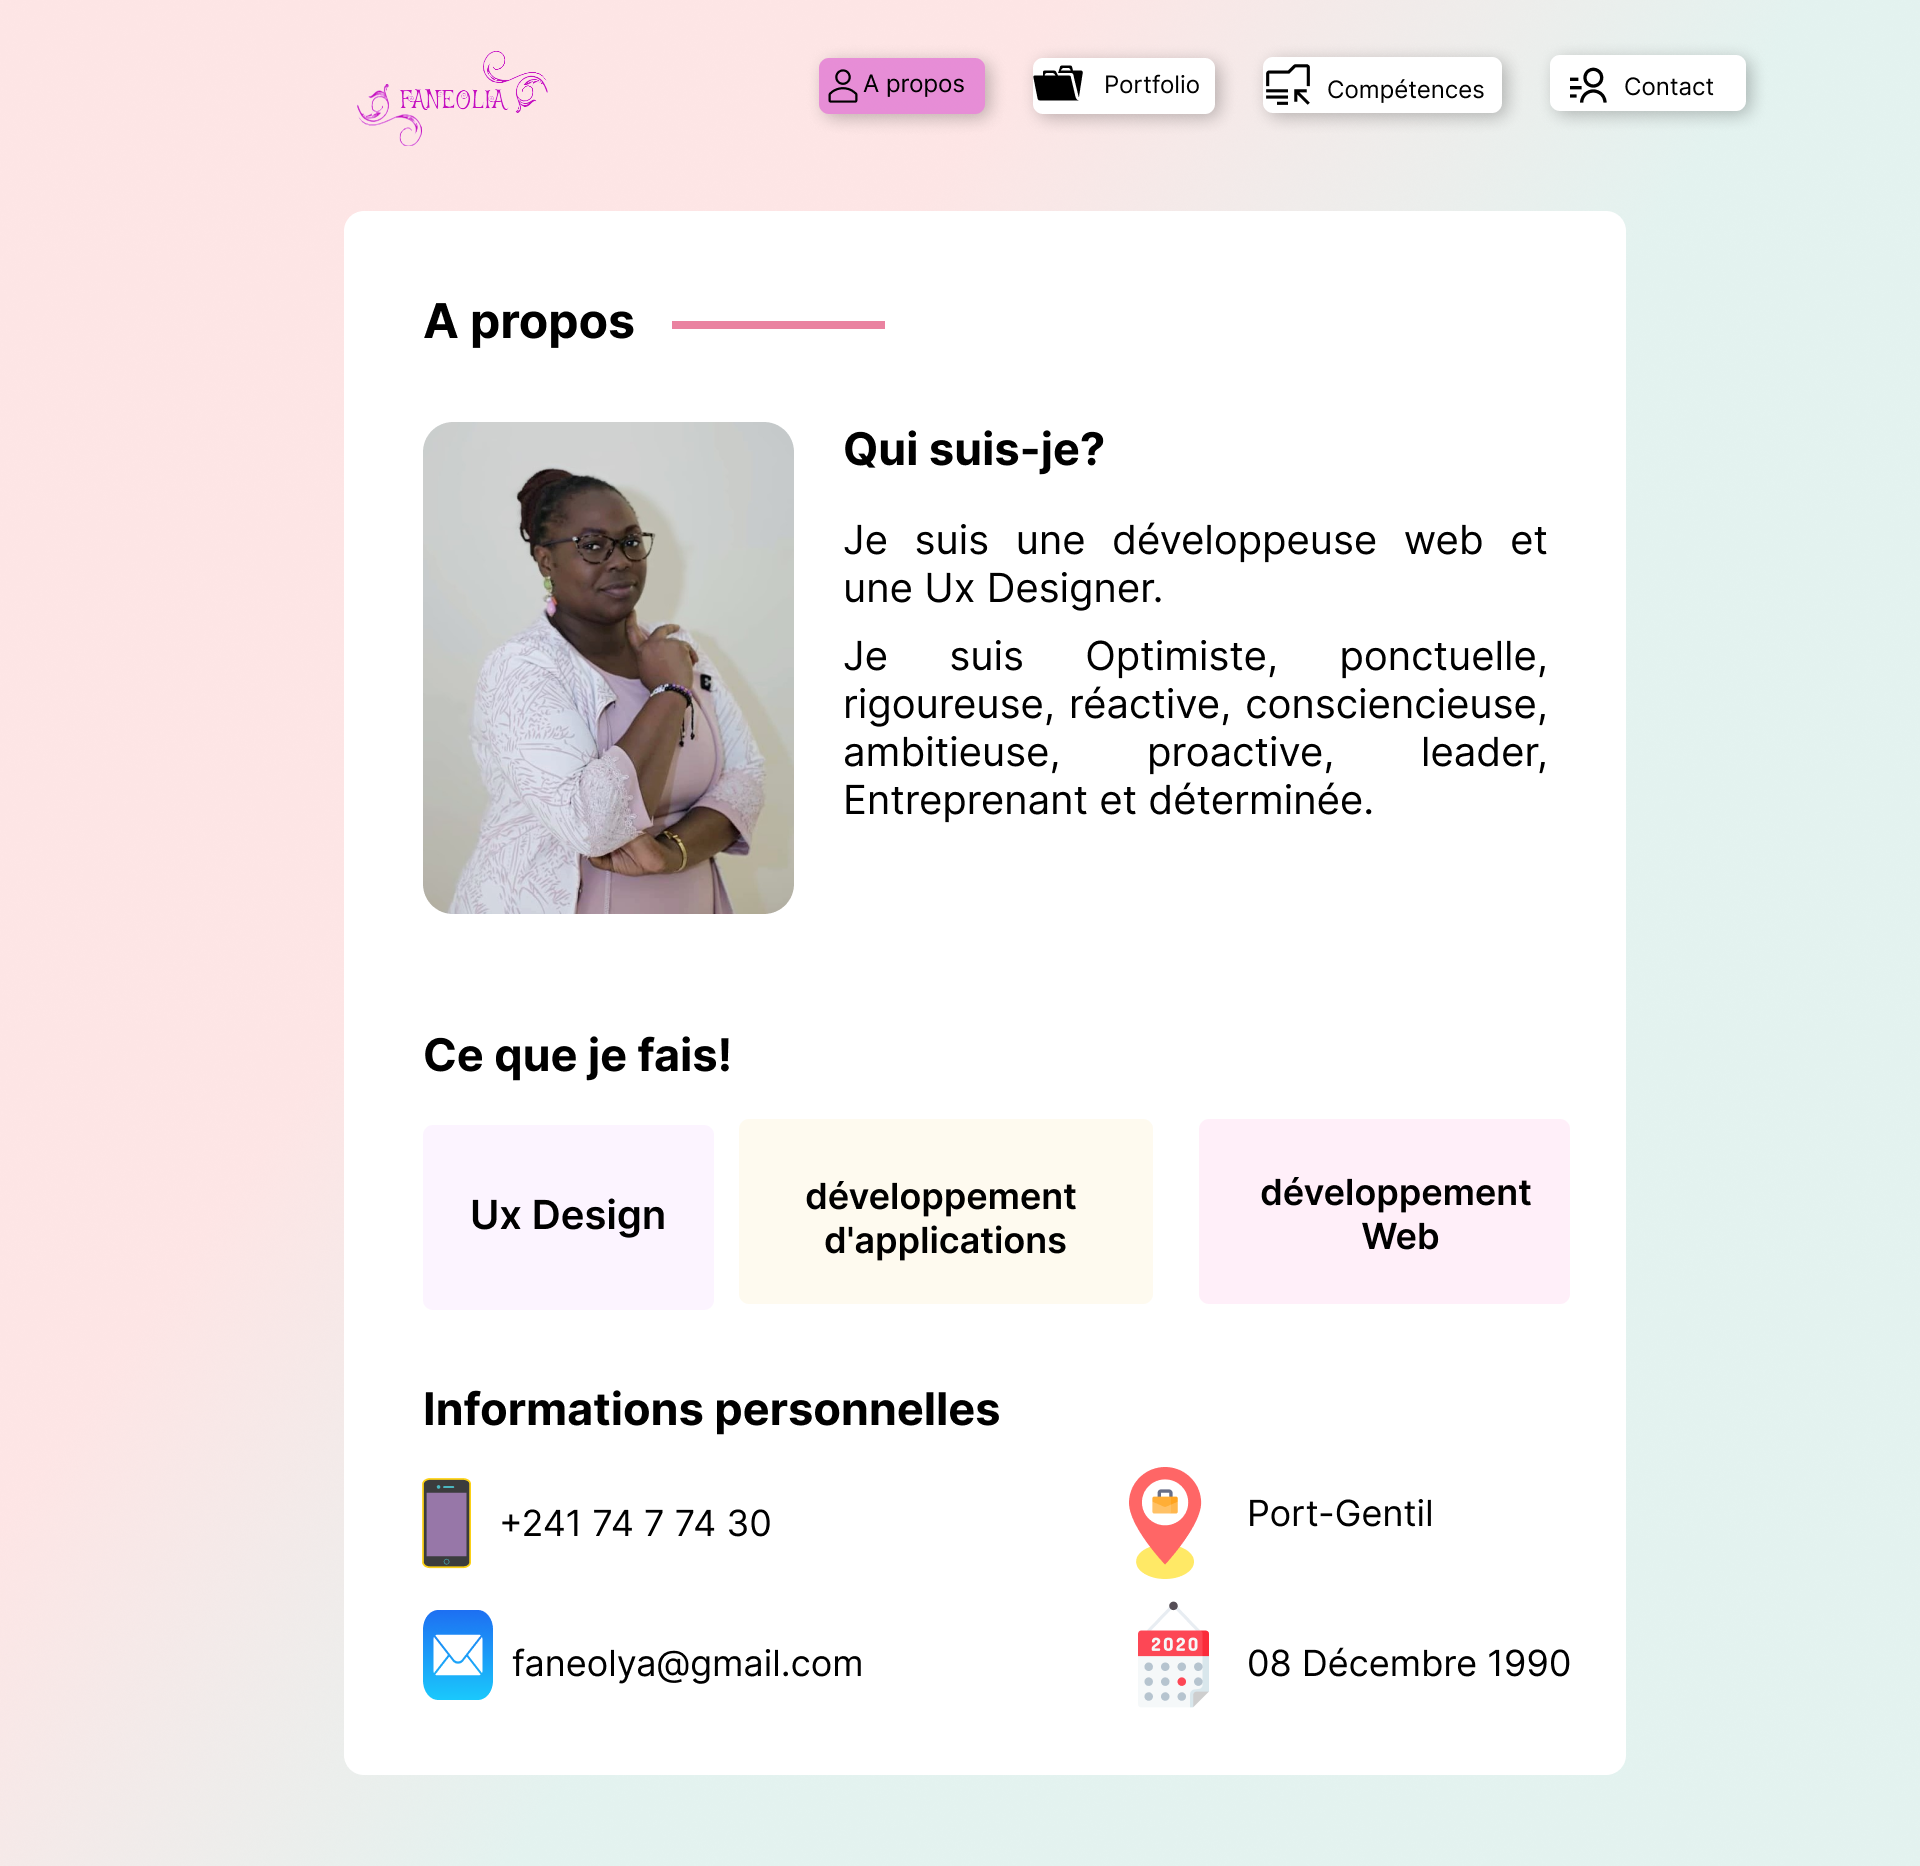 FANEOLIA
A propos
Portfolio
Compétences
Contact
A propos
Qui suis-je?
Je suis une développeuse web et
une Ux Designer.
Je suis Optimiste, ponctuelle,
rigoureuse, réactive, consciencieuse,
ambitieuse, proactive, leader,
Entreprenant et déterminée.
Ce que je fais!
Ux Design
développement
d'applications
développement
Web
Informations personnelles
+241 74 7 74 30
Port-Gentil
faneolya@gmail.com
2020
08 Décembre 1990